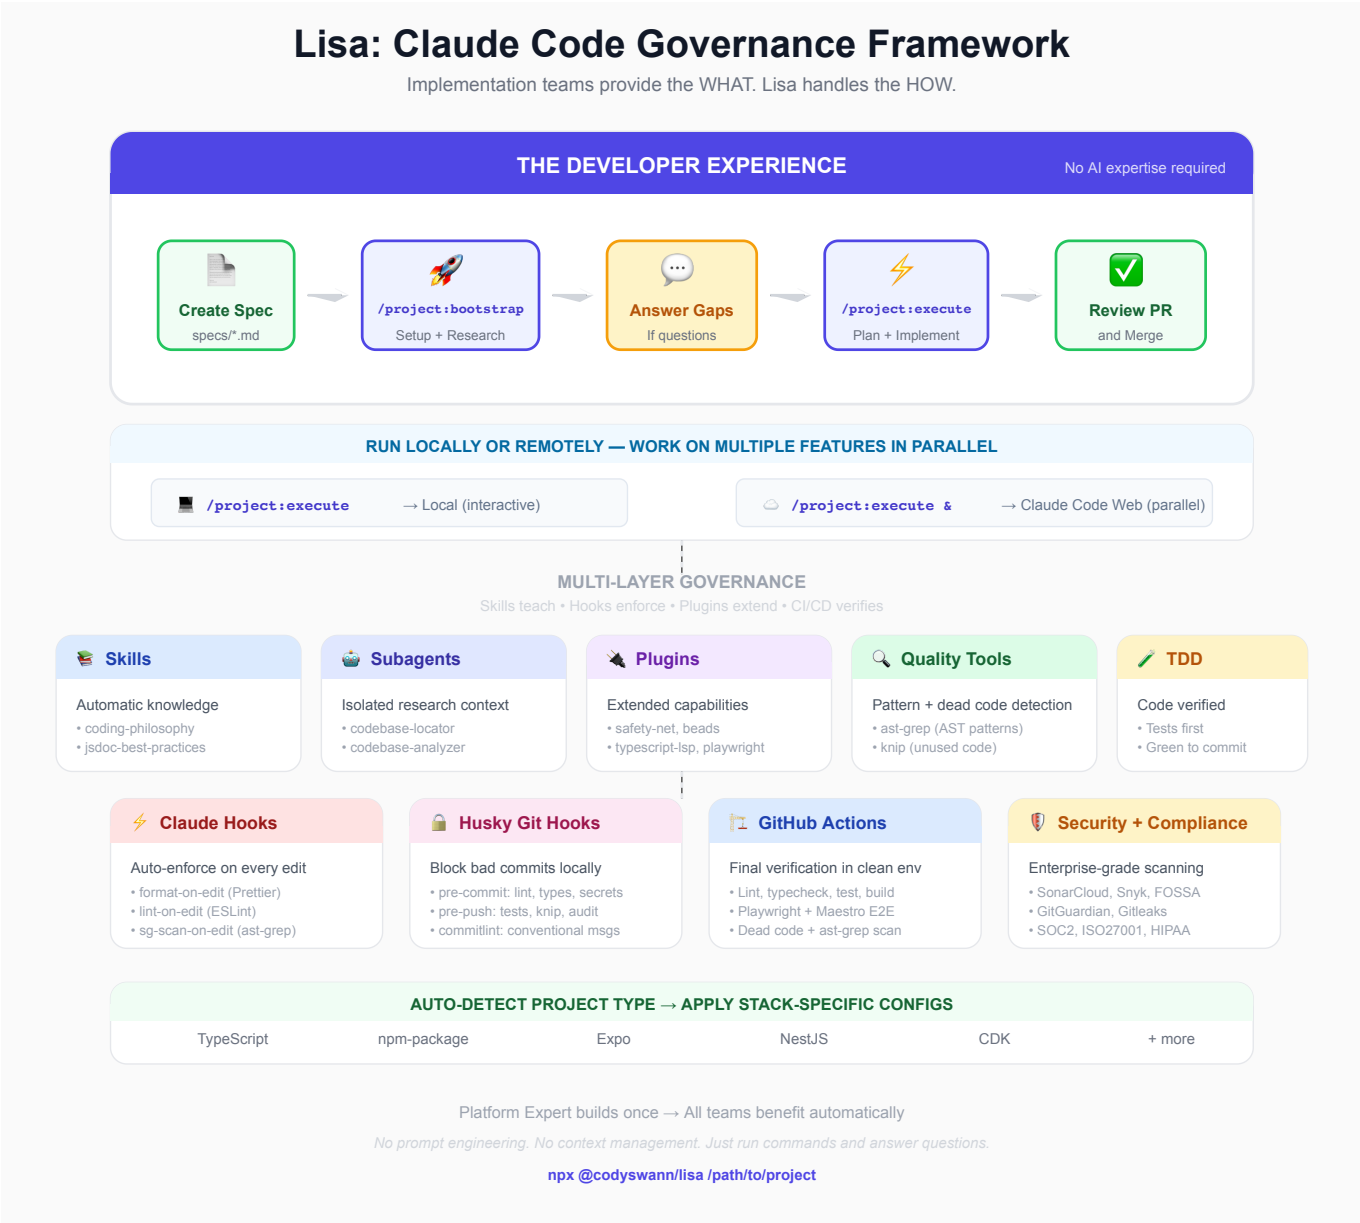 Lisa: Claude Code Governance Framework
Implementation teams provide the WHAT. Lisa handles the HOW.
THE DEVELOPER EXPERIENCE
No AI expertise required
Create Spec
specs/*.md
/project:bootstrap
Setup + Research
Answer Gaps
If questions
/project:execute
Plan + Implement
Review PR
and Merge
RUN LOCALLY OR REMOTELY — WORK ON MULTIPLE FEATURES IN PARALLEL
/project:execute → Local (interactive)
/project:execute & → Claude Code Web (parallel)
MULTI-LAYER GOVERNANCE
Skills teach • Hooks enforce • Plugins extend • CI/CD verifies
Skills
Automatic knowledge
• coding-philosophy
• jsdoc-best-practices
Subagents
Isolated research context
• codebase-locator
• codebase-analyzer
Plugins
Extended capabilities
• safety-net, beads
• typescript-lsp, playwright
Quality Tools
Pattern + dead code detection
• ast-grep (AST patterns)
• knip (unused code)
TDD
Code verified
• Tests first
• Green to commit
Claude Hooks
Auto-enforce on every edit
• format-on-edit (Prettier)
• lint-on-edit (ESLint)
• sg-scan-on-edit (ast-grep)
Husky Git Hooks
Block bad commits locally
• pre-commit: lint, types, secrets
• pre-push: tests, knip, audit
• commitlint: conventional msgs
GitHub Actions
Final verification in clean env
• Lint, typecheck, test, build
• Playwright + Maestro E2E
• Dead code + ast-grep scan
Security + Compliance
Enterprise-grade scanning
• SonarCloud, Snyk, FOSSA
• GitGuardian, Gitleaks
• SOC2, ISO27001, HIPAA
AUTO-DETECT PROJECT TYPE → APPLY STACK-SPECIFIC CONFIGS
TypeScript npm-package Expo NestJS CDK + more
Platform Expert builds once → All teams benefit automatically
No prompt engineering. No context management. Just run commands and answer questions.
npx @codyswann/lisa /path/to/project